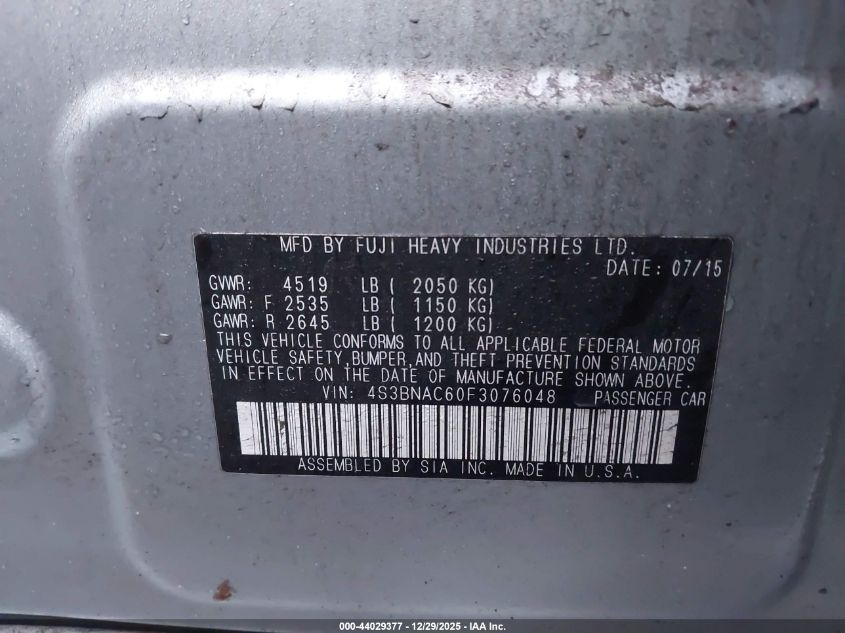 MFD BY FUJI HEAVY INDUSTRIES LTD.
DATE: 07/15
GVWR: 4519 LB ( 2050 KG)
GAWR: F 2535 LB ( 1150 KG)
GAWR: R 2645 LB ( 1200 KG)
THIS VEHICLE CONFORMS TO ALL APPLICABLE FEDERAL MOTOR
VEHICLE SAFETY, BUMPER, AND THEFT PREVENTION STANDARDS
IN EFFECT ON THE DATE OF MANUFACTURE SHOWN ABOVE.
VIN: 4S3BNAC60F3076048 PASSENGER CAR
ASSEMBLED BY SIA INC. MADE IN U.S.A.
000-44029377 - 12/29/2025 - IAA Inc.